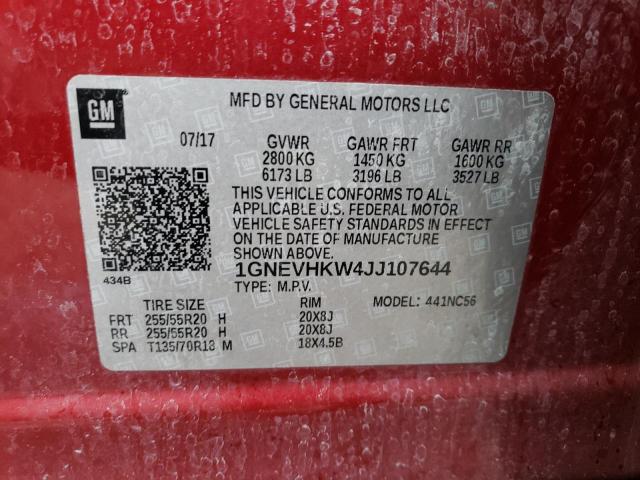 GM
MFD BY GENERAL MOTORS LLC
07/17 GVWR GAWR FRT GAWR RR
2800 KG 1450 KG 1600 KG
6173 LB 3196 LB 3527 LB
THIS VEHICLE CONFORMS TO ALL
APPLICABLE U.S. FEDERAL MOTOR
VEHICLE SAFETY STANDARDS IN EFFECT
ON THE DATE OF MANUFACTURE
SHOWN ABOVE.
434B
1GNEVHKW4JJ107644
TYPE: M.P.V. MODEL: 441NC56
TIRE SIZE RIM
FRT 255/55R20 H 20X8J
RR 255/55R20 H 20X8J
SPA T135/70R18 M 18X4.5B